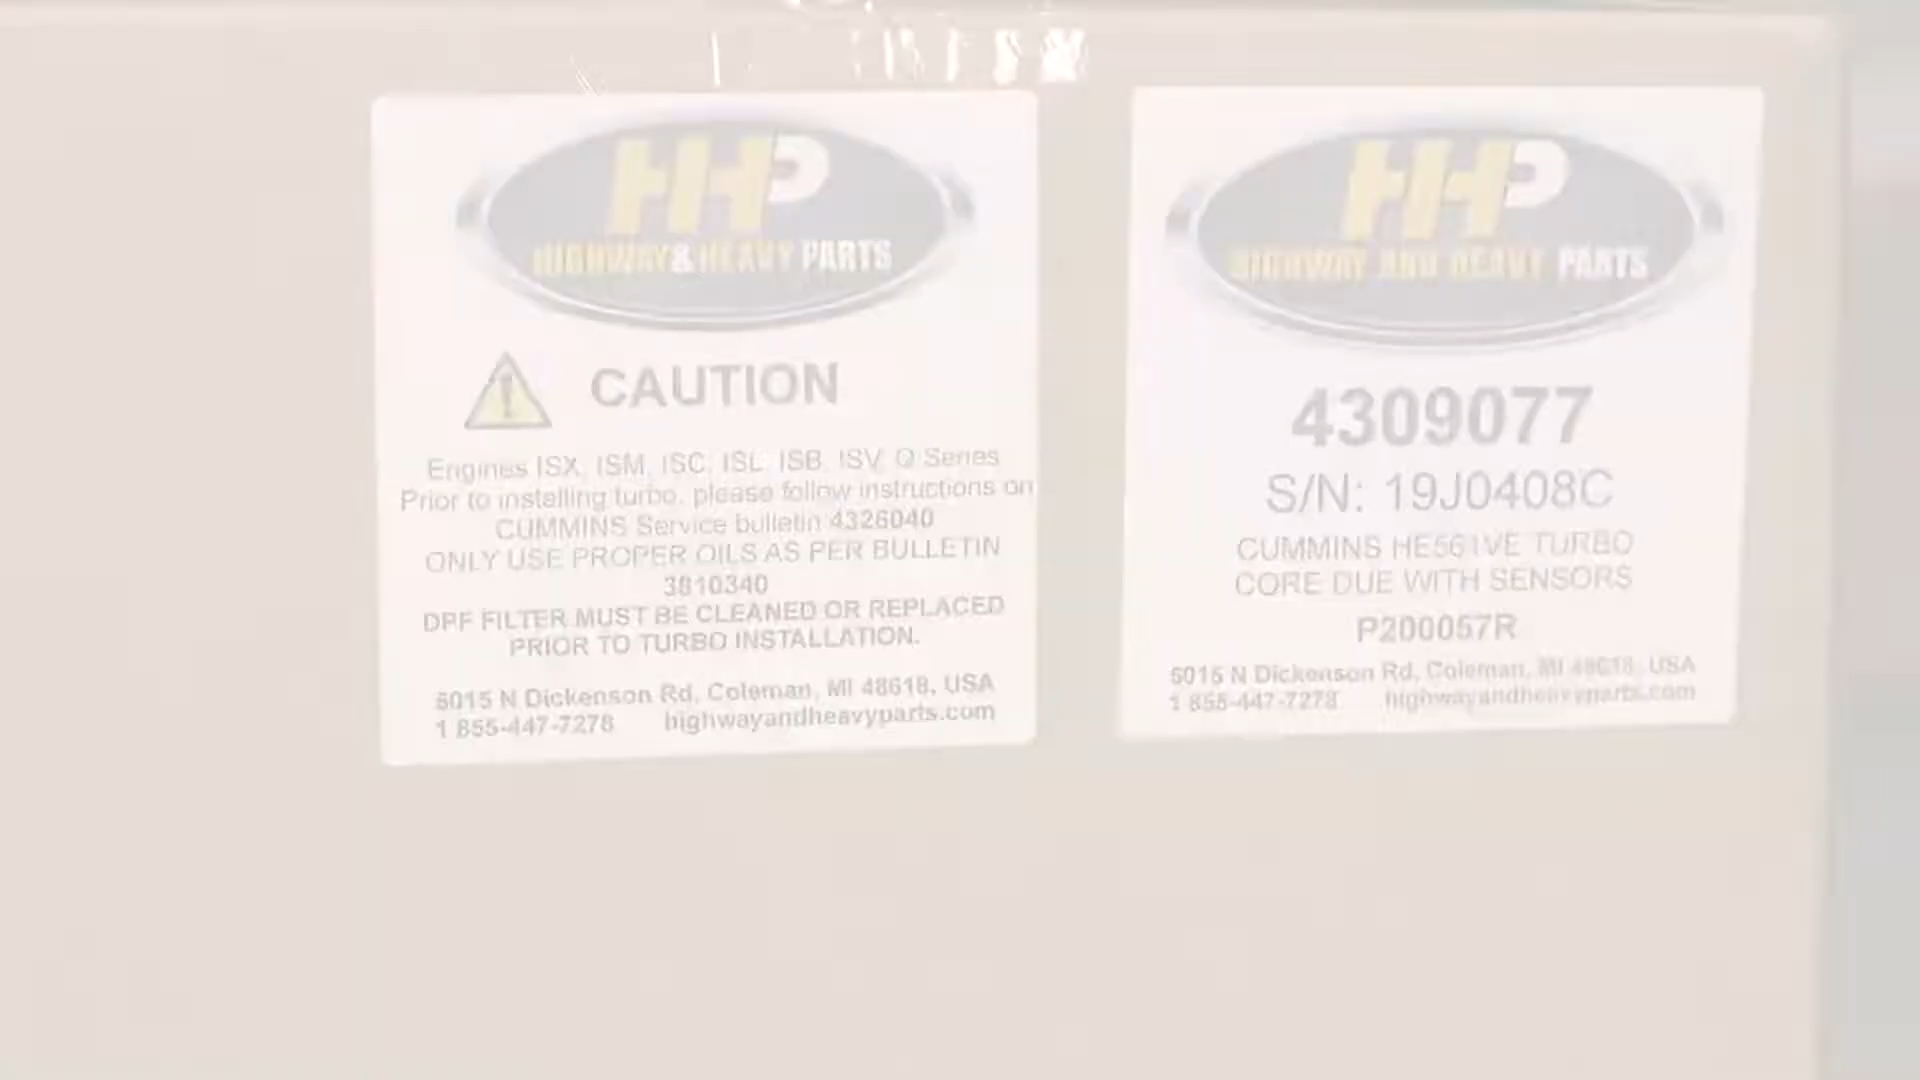 HHP
HIGHWAY & HEAVY PARTS
CAUTION
Engines ISX, ISM, ISC, ISL, ISB, ISV, Q Series
Prior to installing turbo, please follow instructions on
CUMMINS Service bulletin 4326040
ONLY USE PROPER OILS AS PER BULLETIN
3810340
DPF FILTER MUST BE CLEANED OR REPLACED
PRIOR TO TURBO INSTALLATION.
5015 N Dickenson Rd, Coleman, MI 48618, USA
1 855-447-7278 highwayandheavyparts.com
HHP
HIGHWAY AND HEAVY PARTS
4309077
S/N: 19J0408C
CUMMINS HE561VE TURBO
CORE DUE WITH SENSORS
P200057R
5015 N Dickenson Rd, Coleman, MI 48618, USA
1 855-447-7278 highwayandheavyparts.com